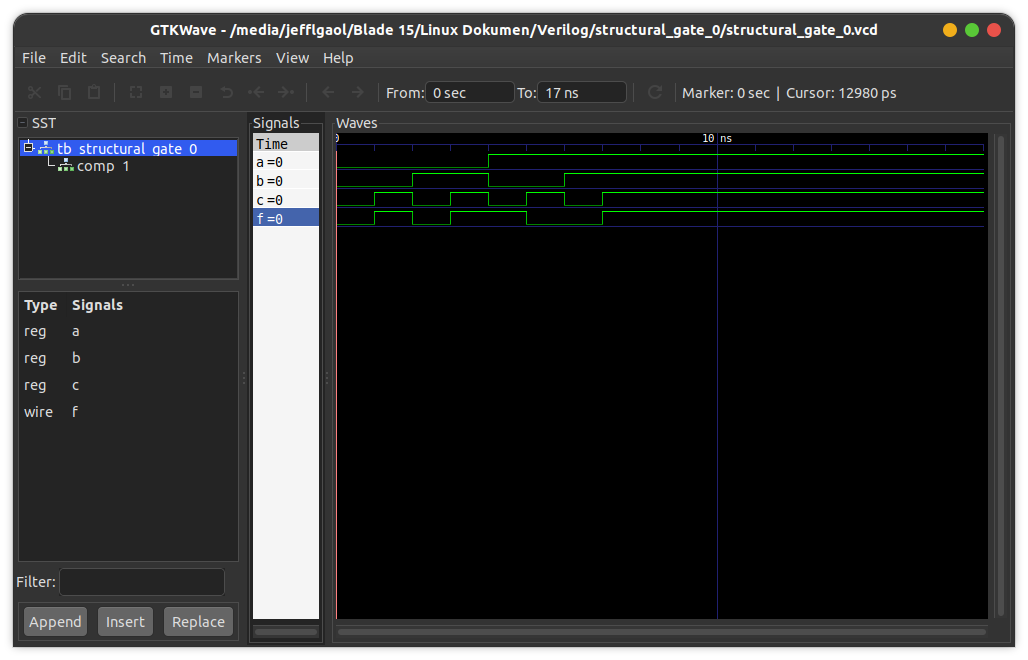 GTKWave - /media/jefflgaol/Blade 15/Linux Dokumen/Verilog/structural_gate_0/structural_gate_0.vcd
File Edit Search Time Markers View Help
From: 0 sec To: 17 ns Marker: 0 sec | Cursor: 12980 ps
SST
tb_structural_gate_0
comp_1
Type Signals
reg a
reg b
reg c
wire f
Filter:
Append Insert Replace
Signals
Time
a=0
b=0
c=0
f=0
Waves
0 10 ns